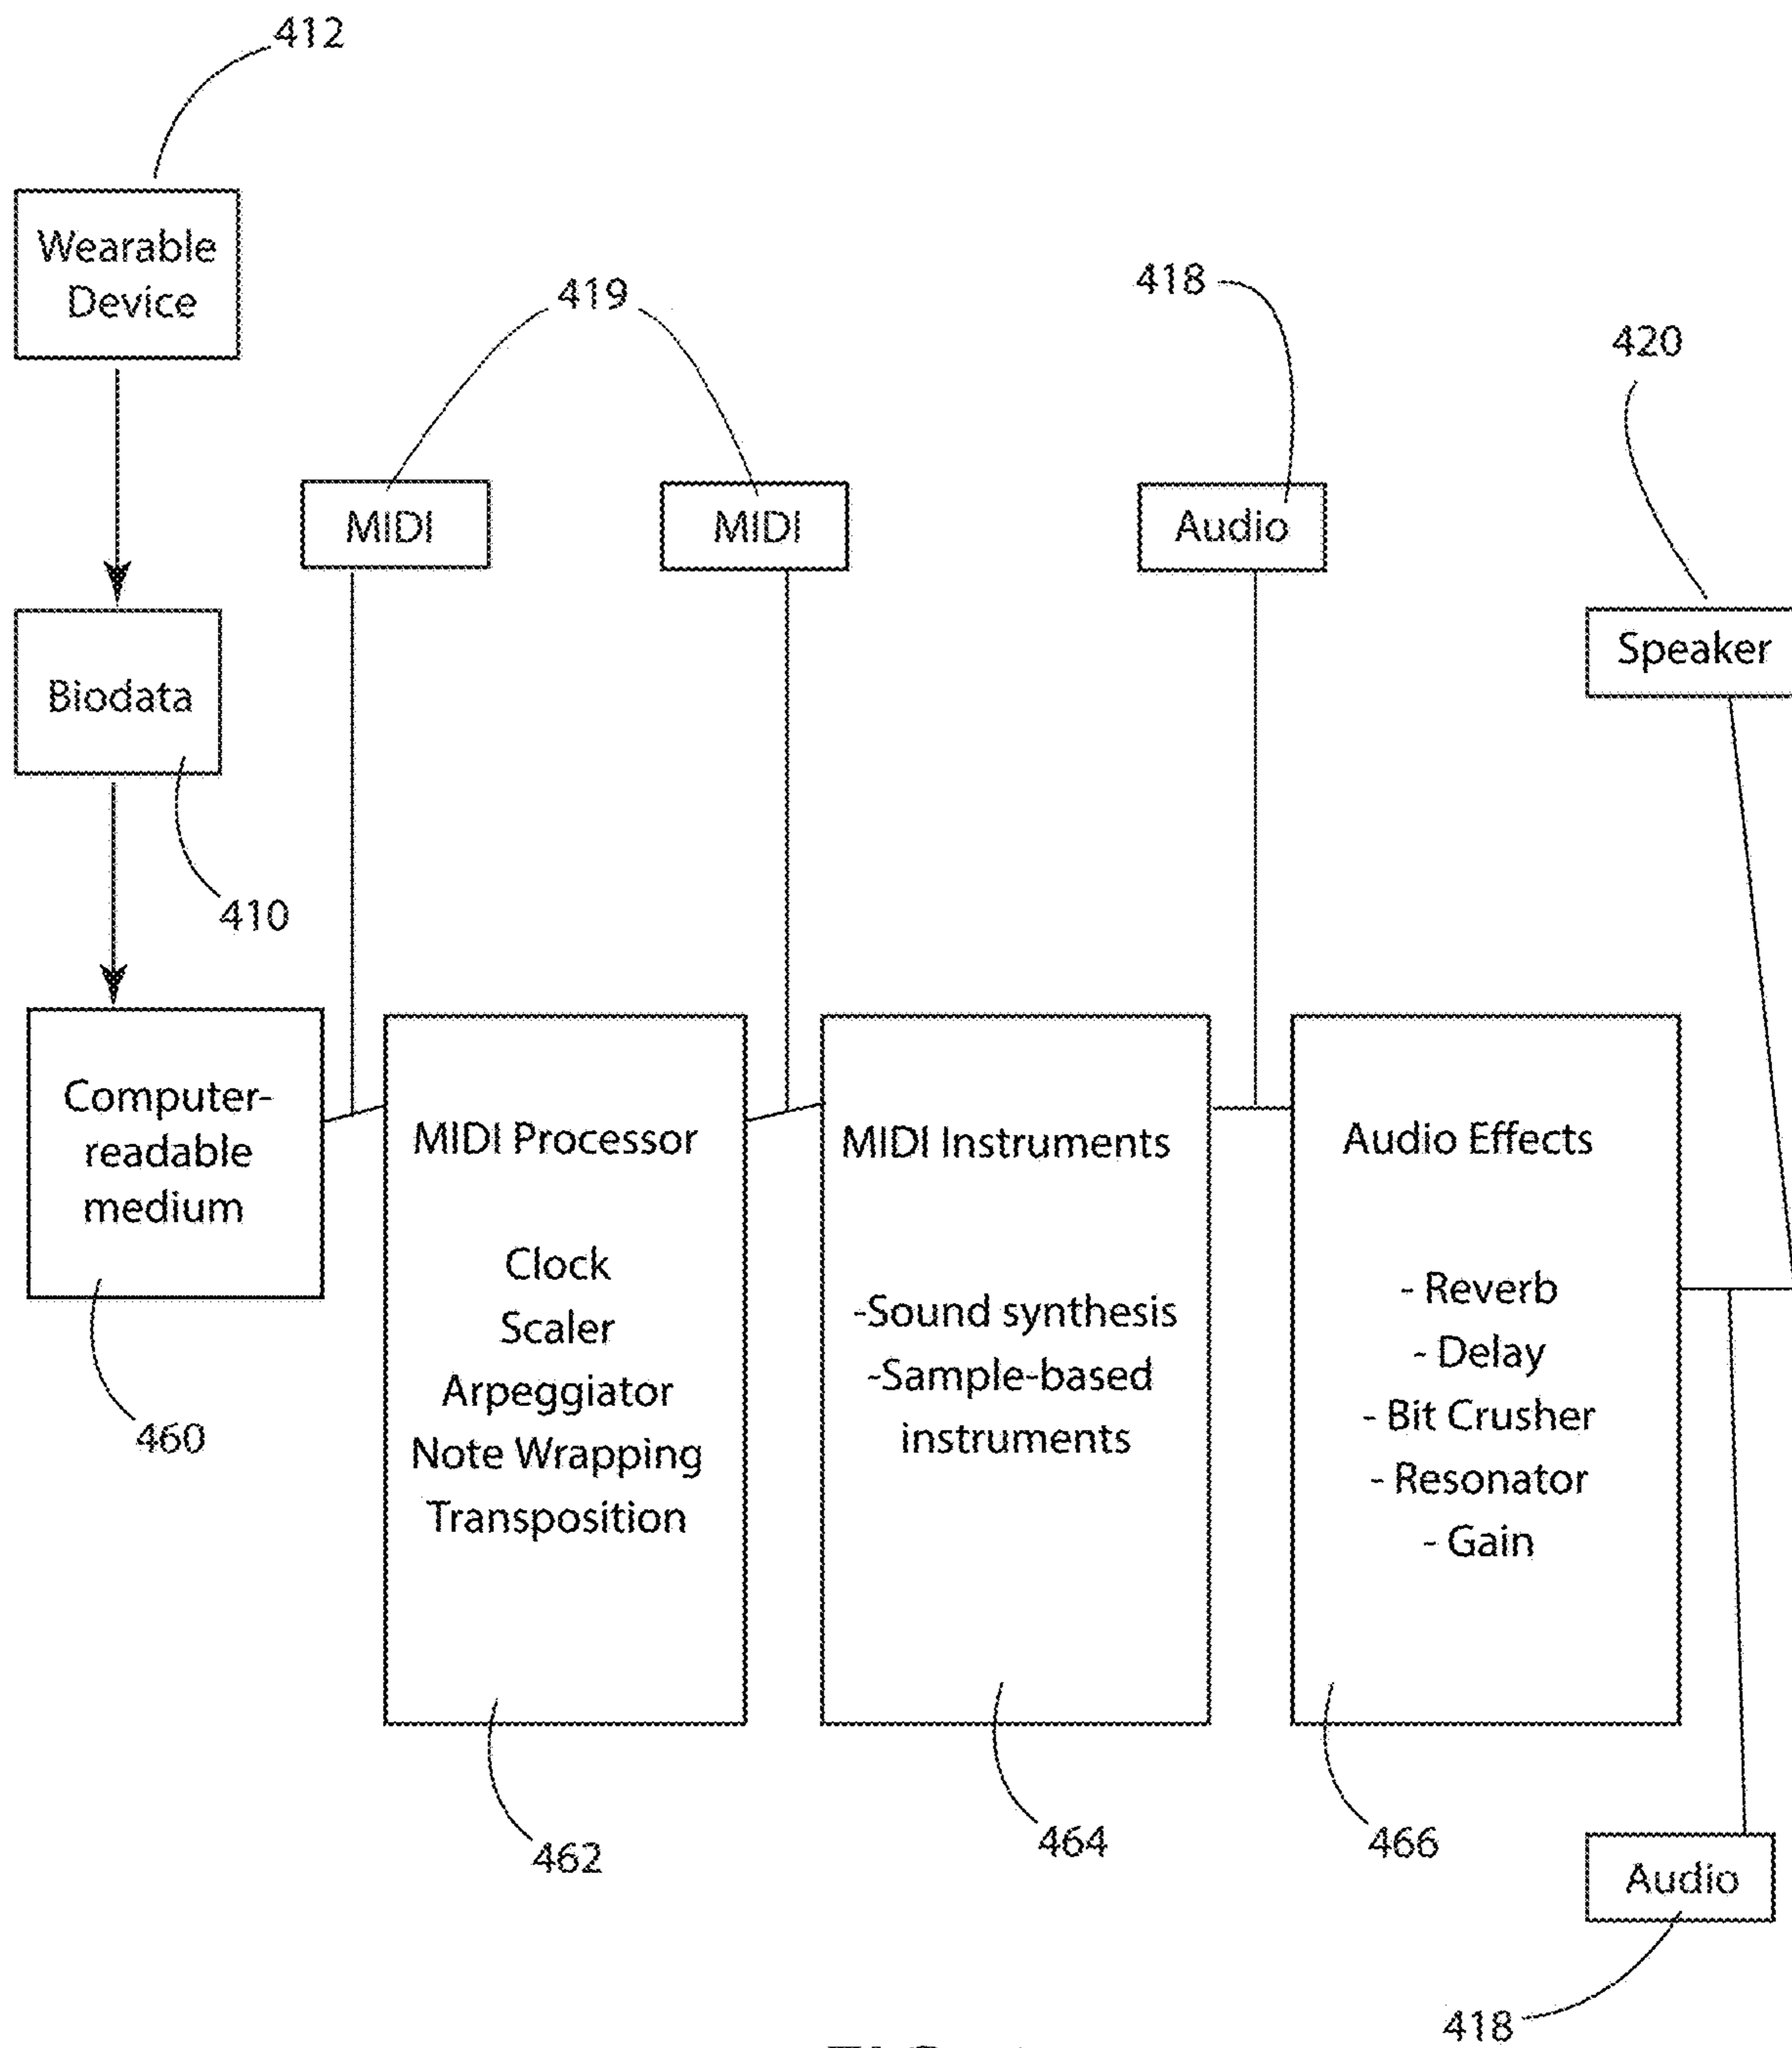 412
Wearable
Device
419
418
420
MIDI
MIDI
Audio
Speaker
Biodata
410
Computer-
readable
medium
460
MIDI Processor
Clock
Scaler
Arpeggiator
Note Wrapping
Transposition
462
MIDI Instruments
-Sound synthesis
-Sample-based
instruments
464
Audio Effects
- Reverb
- Delay
- Bit Crusher
- Resonator
- Gain
466
Audio
418